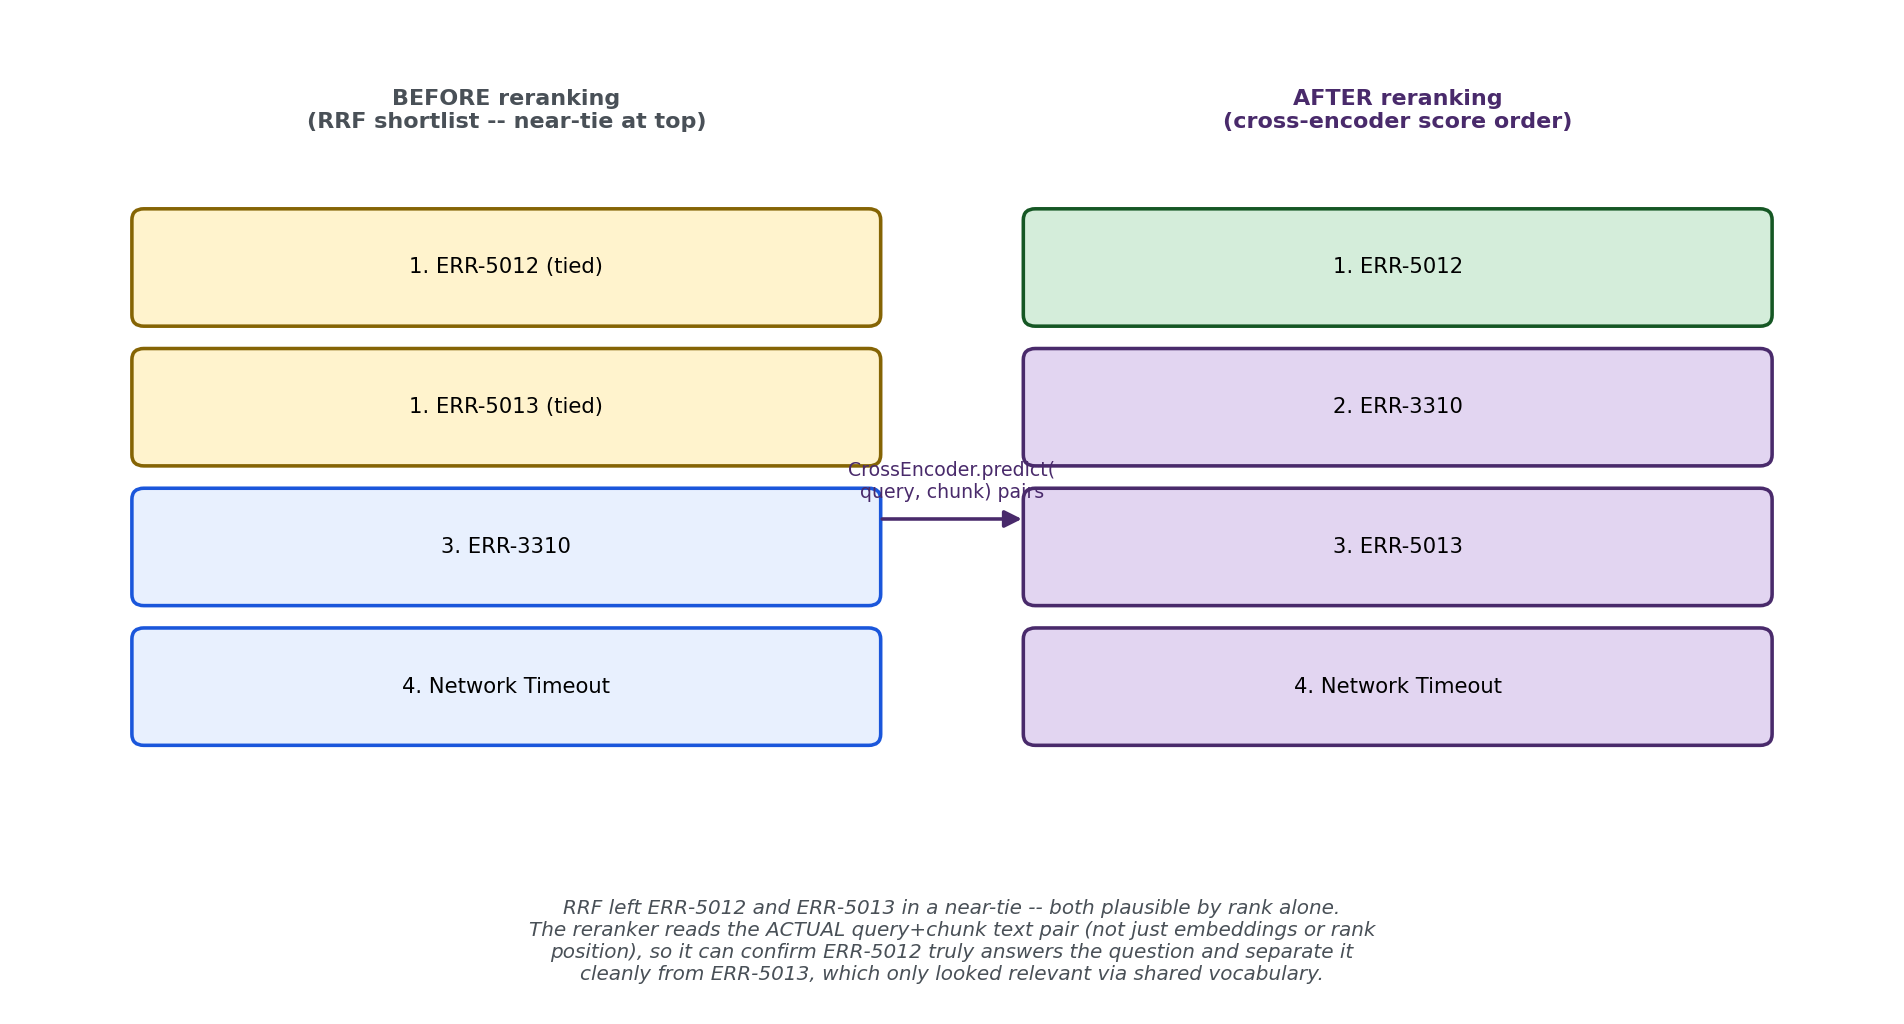 BEFORE reranking
(RRF shortlist -- near-tie at top)
AFTER reranking
(cross-encoder score order)
1. ERR-5012 (tied)
1. ERR-5013 (tied)
3. ERR-3310
4. Network Timeout
CrossEncoder.predict(
query, chunk) pairs
1. ERR-5012
2. ERR-3310
3. ERR-5013
4. Network Timeout
RRF left ERR-5012 and ERR-5013 in a near-tie -- both plausible by rank alone.
The reranker reads the ACTUAL query+chunk text pair (not just embeddings or rank
position), so it can confirm ERR-5012 truly answers the question and separate it
cleanly from ERR-5013, which only looked relevant via shared vocabulary.